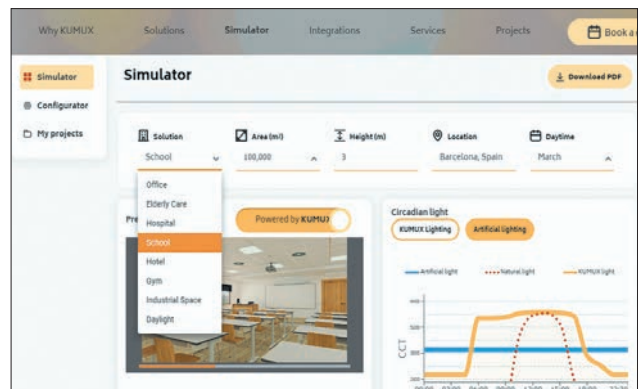 Why KUMUX Solutions Simulator Integrations Services Projects Book a
Simulator
Configurator
My projects
Simulator
Download PDF
Solution Area (m²) Height (m) Location Daytime
School 100,000 3 Barcelona, Spain March
Office
Elderly Care
Hospital
School
Hotel
Gym
Industrial Space
Daylight
Pre
Powered by KUMUX
Circadian light
KUMUX Lighting Artificial lighting
Artificial light Natural light KUMUX light
CCT